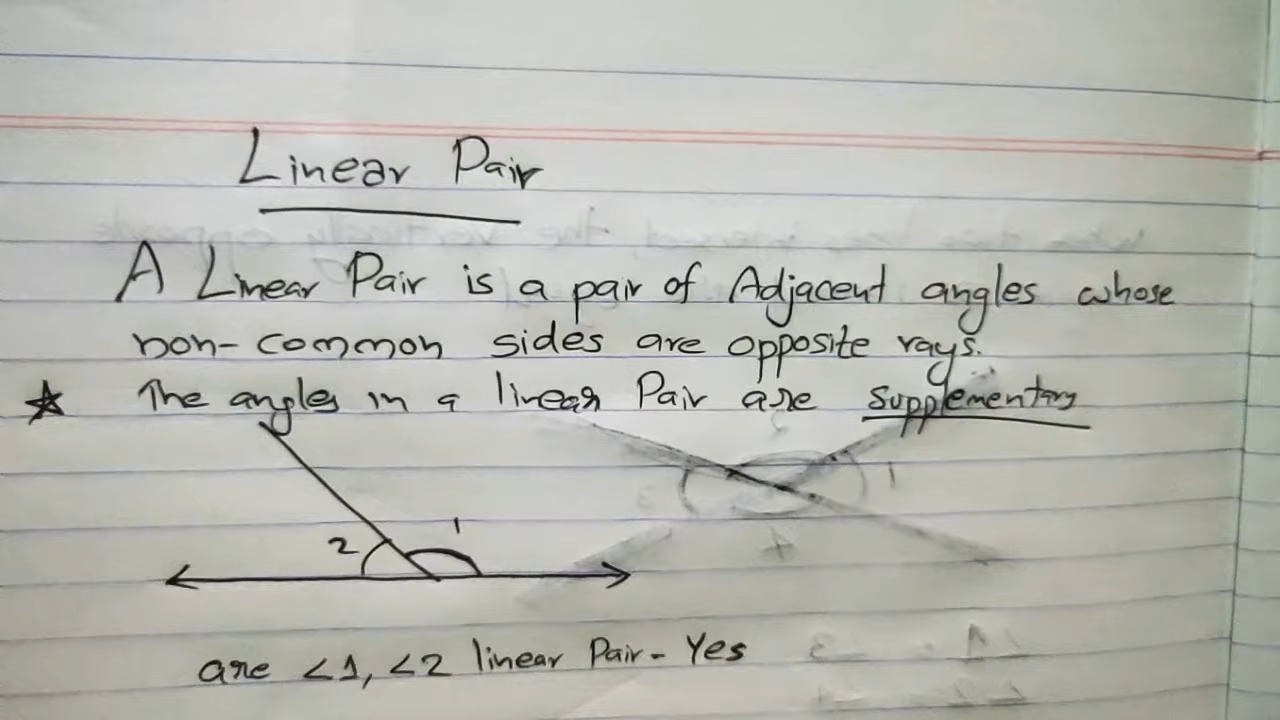 Linear Pair
A Linear Pair is a pair of Adjacent angles whose
non-common sides are opposite rays.
The angles in a linear Pair are Supplementary
2 1
are <1, <2 linear Pair - Yes